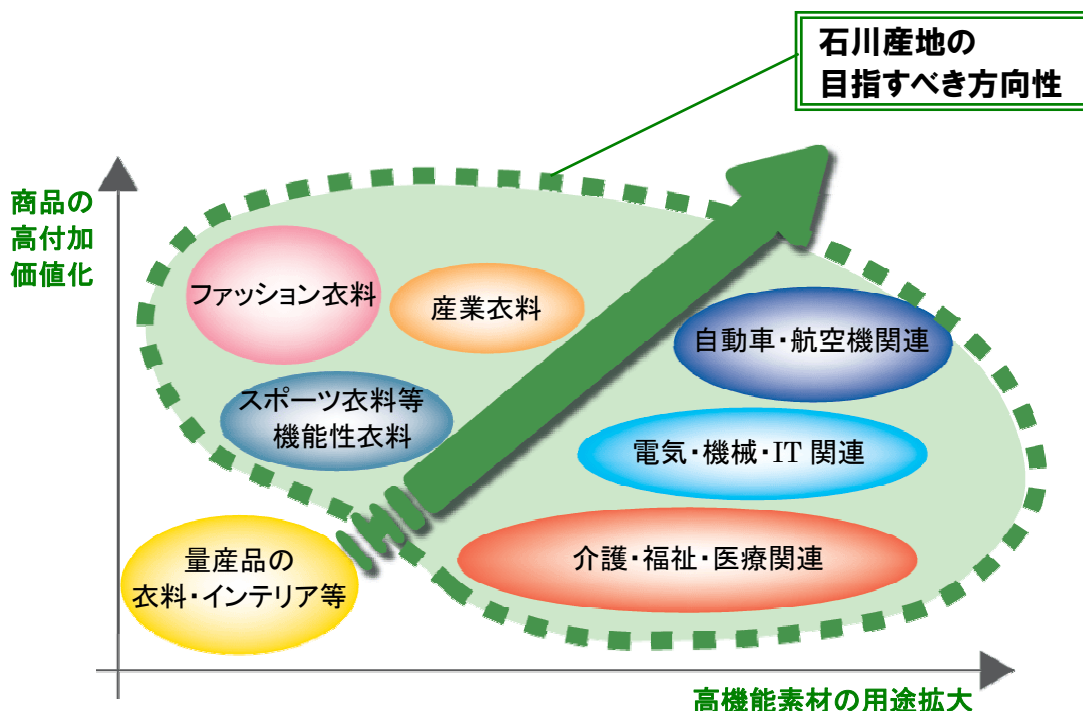 石川産地の
目指すべき方向性
商品の
高付加
価値化
ファッション衣料
産業衣料
自動車・航空機関連
スポーツ衣料等
機能性衣料
電気・機械・IT 関連
量産品の
衣料・インテリア等
介護・福祉・医療関連
高機能素材の用途拡大